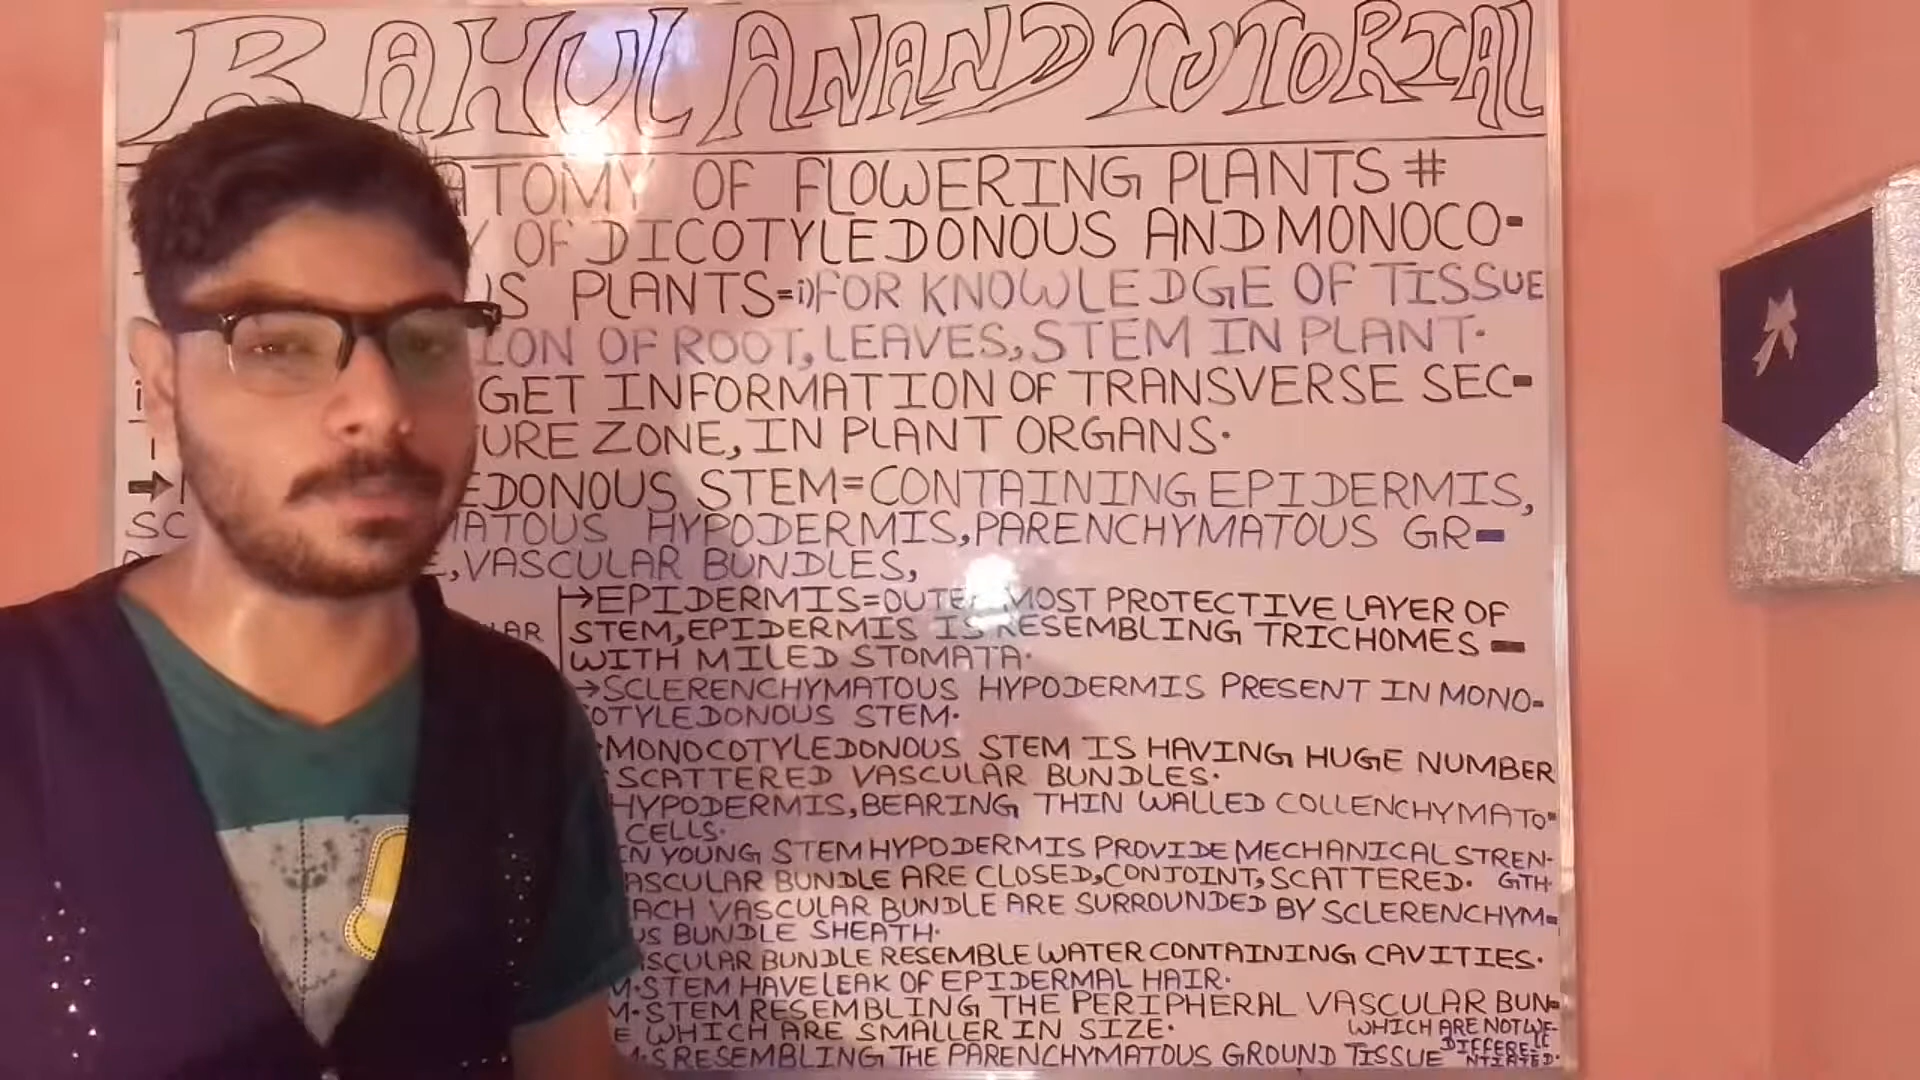 RAHUL ANAND TUTORIAL
ATOMY OF FLOWERING PLANTS #
Y OF DICOTYLEDONOUS AND MONOCO-
US PLANTS=i)FOR KNOWLEDGE OF TISSUE
ION OF ROOT, LEAVES, STEM IN PLANT.
GET INFORMATION OF TRANSVERSE SEC-
URE ZONE, IN PLANT ORGANS.
→ EDONOUS STEM=CONTAINING EPIDERMIS,
SC MATOUS HYPODERMIS, PARENCHYMATOUS GR-
, VASCULAR BUNDLES,
→EPIDERMIS=OUTER MOST PROTECTIVE LAYER OF
LAR STEM, EPIDERMIS IS RESEMBLING TRICHOMES -
WITH MILED STOMATA.
→SCLERENCHYMATOUS HYPODERMIS PRESENT IN MONO-
COTYLEDONOUS STEM.
MONOCOTYLEDONOUS STEM IS HAVING HUGE NUMBER
SCATTERED VASCULAR BUNDLES.
HYPODERMIS, BEARING THIN WALLED COLLENCHYMATO-
CELLS.
IN YOUNG STEM HYPODERMIS PROVIDE MECHANICAL STREN-
GTH.
ASCULAR BUNDLE ARE CLOSED, CONJOINT, SCATTERED.
ACH VASCULAR BUNDLE ARE SURROUNDED BY SCLERENCHYM-
US BUNDLE SHEATH.
SCULAR BUNDLE RESEMBLE WATER CONTAINING CAVITIES.
M.STEM HAVE LEAK OF EPIDERMAL HAIR.
M.STEM RESEMBLING THE PERIPHERAL VASCULAR BUN-
E WHICH ARE SMALLER IN SIZE.
M.S RESEMBLING THE PARENCHYMATOUS GROUND TISSUE
WHICH ARE NOT WE-